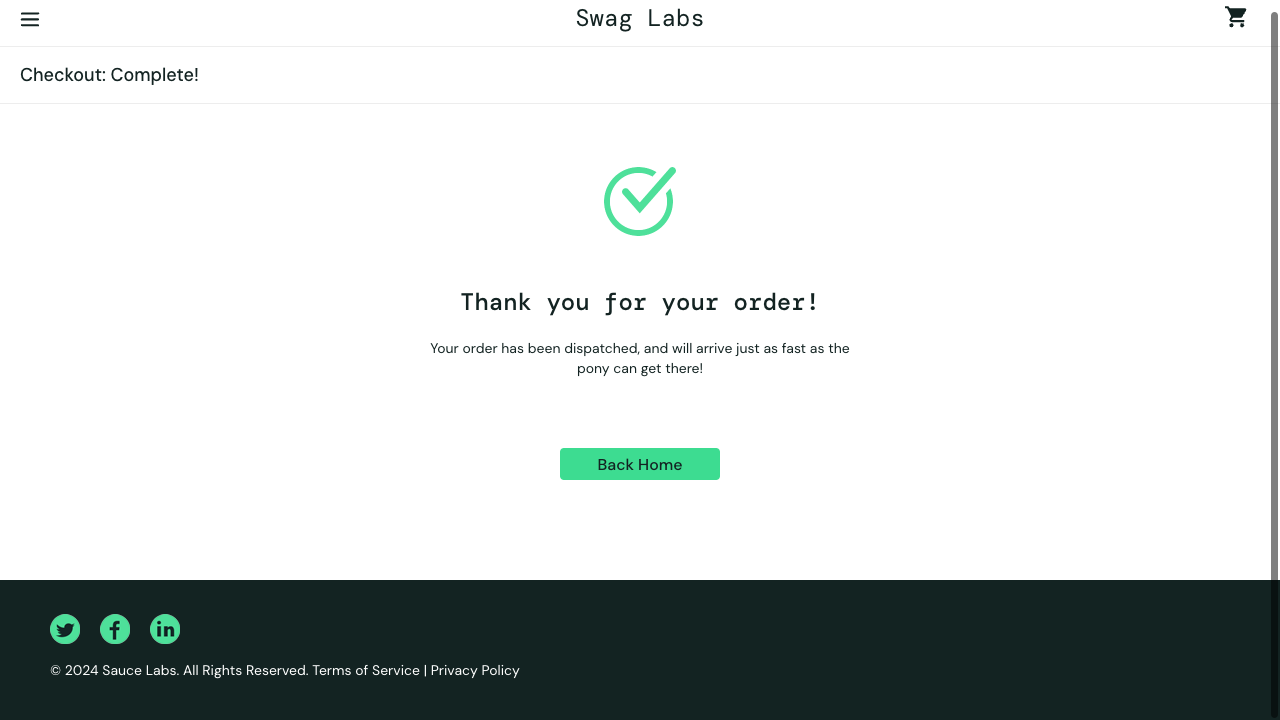 Swag Labs
Checkout: Complete!
Thank you for your order!
Your order has been dispatched, and will arrive just as fast as the
pony can get there!
Back Home
© 2024 Sauce Labs. All Rights Reserved. Terms of Service | Privacy Policy